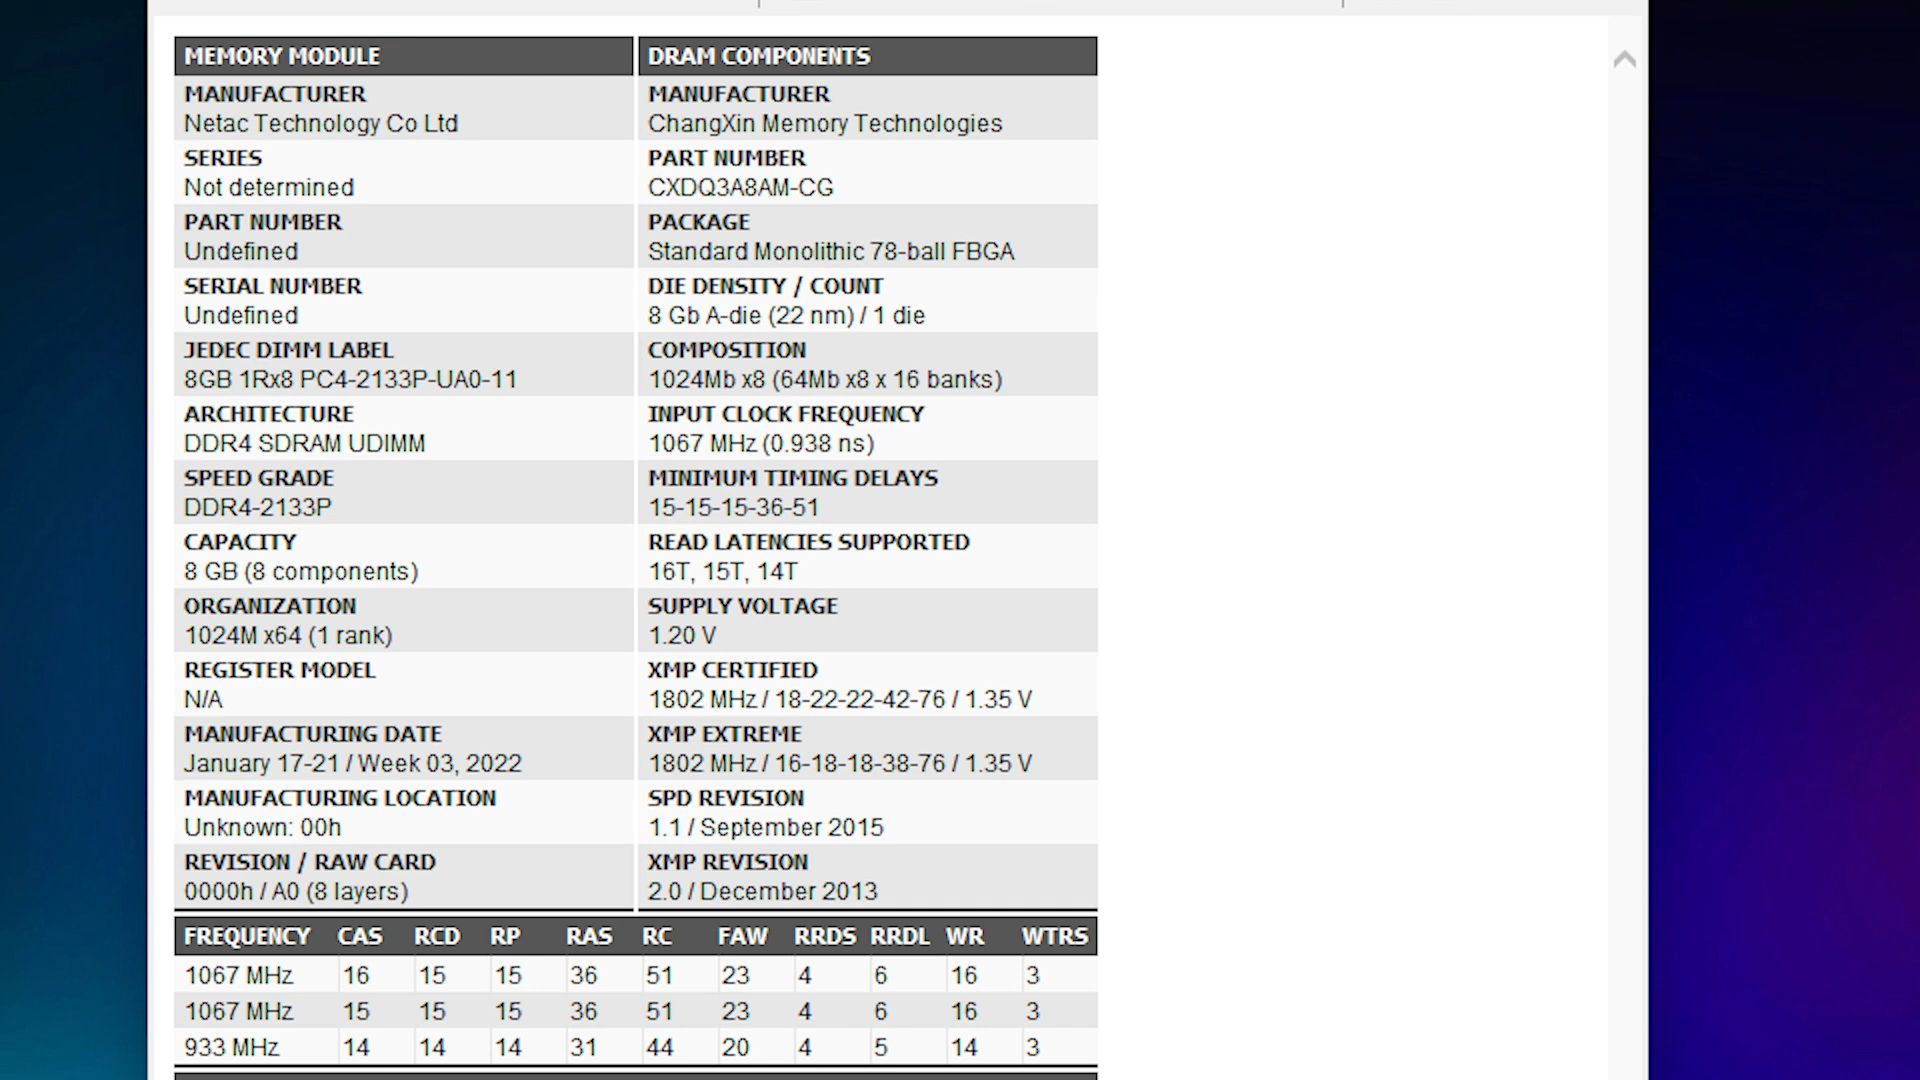 MEMORY MODULE
MANUFACTURER
Netac Technology Co Ltd
SERIES
Not determined
PART NUMBER
Undefined
SERIAL NUMBER
Undefined
JEDEC DIMM LABEL
8GB 1Rx8 PC4-2133P-UA0-11
ARCHITECTURE
DDR4 SDRAM UDIMM
SPEED GRADE
DDR4-2133P
CAPACITY
8 GB (8 components)
ORGANIZATION
1024M x64 (1 rank)
REGISTER MODEL
N/A
MANUFACTURING DATE
January 17-21 / Week 03, 2022
MANUFACTURING LOCATION
Unknown: 00h
REVISION / RAW CARD
0000h / A0 (8 layers)
DRAM COMPONENTS
MANUFACTURER
ChangXin Memory Technologies
PART NUMBER
CXDQ3A8AM-CG
PACKAGE
Standard Monolithic 78-ball FBGA
DIE DENSITY / COUNT
8 Gb A-die (22 nm) / 1 die
COMPOSITION
1024Mb x8 (64Mb x8 x 16 banks)
INPUT CLOCK FREQUENCY
1067 MHz (0.938 ns)
MINIMUM TIMING DELAYS
15-15-15-36-51
READ LATENCIES SUPPORTED
16T, 15T, 14T
SUPPLY VOLTAGE
1.20 V
XMP CERTIFIED
1802 MHz / 18-22-22-42-76 / 1.35 V
XMP EXTREME
1802 MHz / 16-18-18-38-76 / 1.35 V
SPD REVISION
1.1 / September 2015
XMP REVISION
2.0 / December 2013
FREQUENCY CAS RCD RP RAS RC FAW RRDS RRDL WR WTRS
1067 MHz 16 15 15 36 51 23 4 6 16 3
1067 MHz 15 15 15 36 51 23 4 6 16 3
933 MHz 14 14 14 31 44 20 4 5 14 3